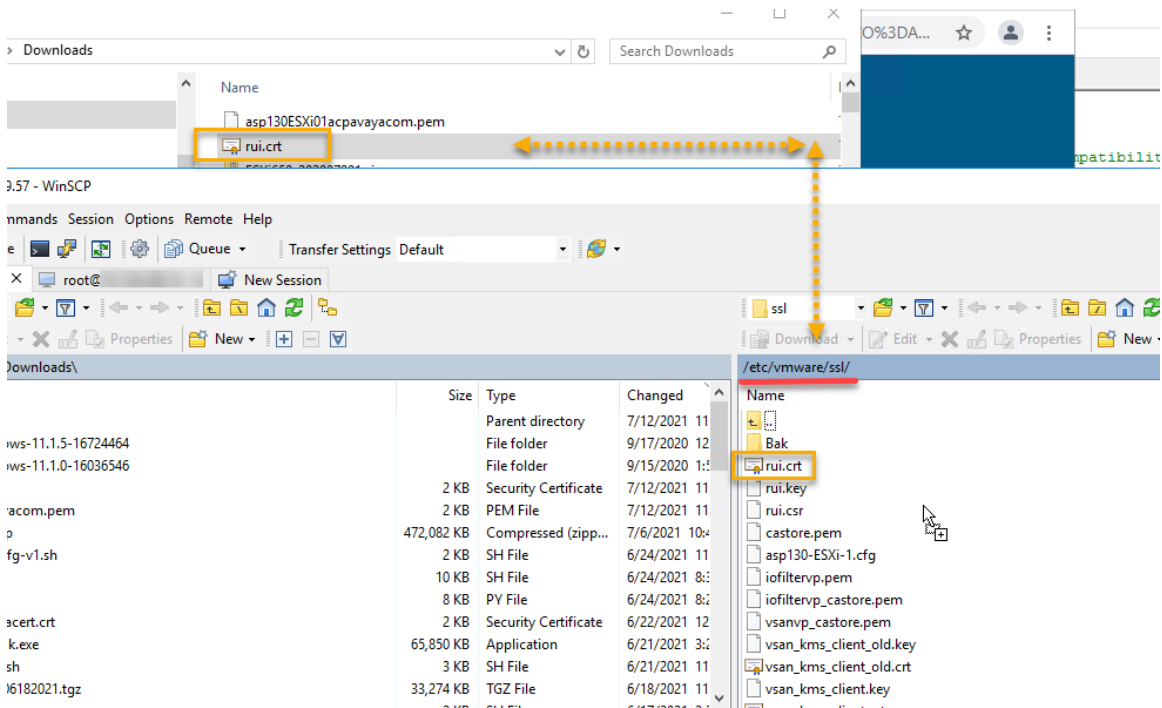 O%3DA...
› Downloads
Search Downloads
Name
asp130ESXi01acpavayacom.pem
rui.crt
mpatibilit
9.57 - WinSCP
mmands Session Options Remote Help
e Queue Transfer Settings Default
root@ New Session
ssl
Properties New
Download Edit Properties New
Downloads\
/etc/vmware/ssl/
Size Type Changed Name
Parent directory 7/12/2021 11 ..
ows-11.1.5-16724464 File folder 9/17/2020 12 Bak
ows-11.1.0-16036546 File folder 9/15/2020 1:5 rui.crt
2 KB Security Certificate 7/12/2021 11 rui.key
acom.pem 2 KB PEM File 7/12/2021 11 rui.csr
p 472,082 KB Compressed (zipp... 7/6/2021 10:4 castore.pem
fg-v1.sh 2 KB SH File 6/24/2021 11 asp130-ESXi-1.cfg
10 KB SH File 6/24/2021 8:3 iofiltervp.pem
8 KB PY File 6/24/2021 8:2 iofiltervp_castore.pem
acert.crt 2 KB Security Certificate 6/22/2021 12 vsanvp_castore.pem
k.exe 65,850 KB Application 6/21/2021 3:2 vsan_kms_client_old.key
sh 3 KB SH File 6/21/2021 11 vsan_kms_client_old.crt
06182021.tgz 33,274 KB TGZ File 6/18/2021 11 vsan_kms_client.key